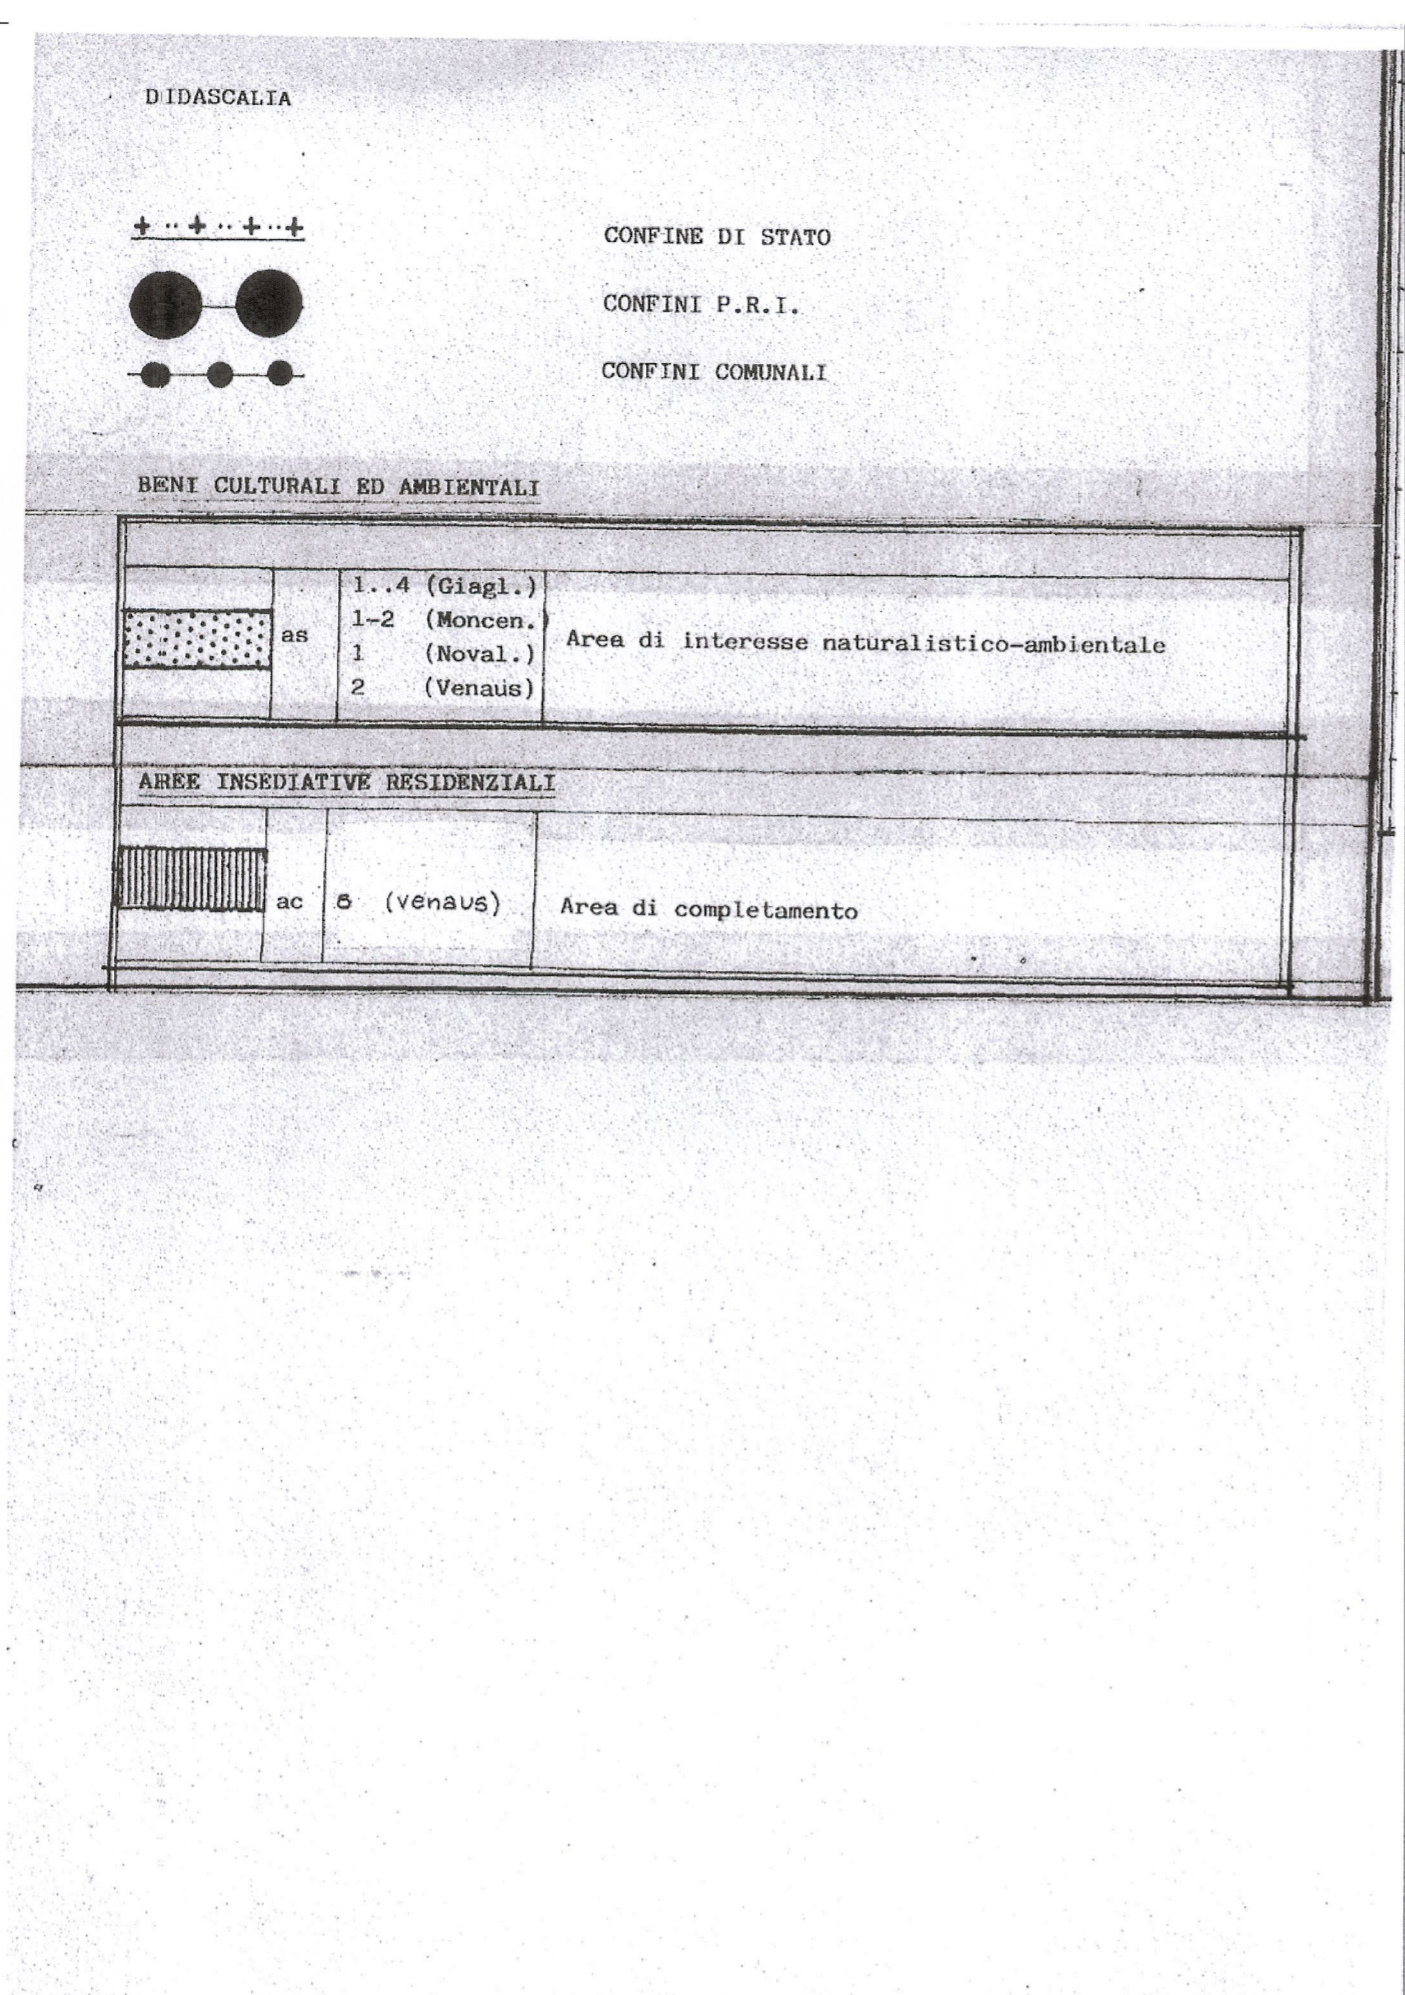 DIDASCALIA
+ ·· + ·· + ·· +
CONFINE DI STATO
CONFINI P.R.I.
CONFINI COMUNALI
BENI CULTURALI ED AMBIENTALI
1..4 (Giagl.)
1-2 (Moncen.)
as
Area di interesse naturalistico-ambientale
1 (Noval.)
2 (Venaus)
AREE INSEDIATIVE RESIDENZIALI
ac (venaus) Area di completamento